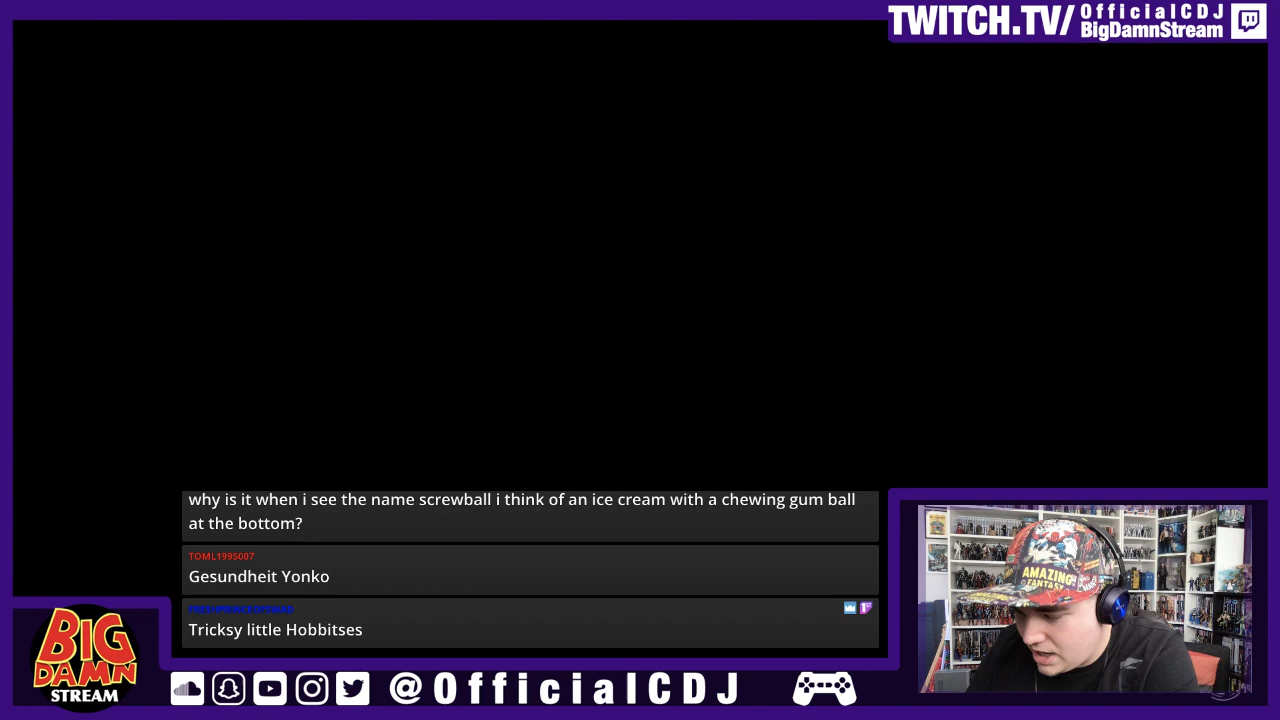 TWITCH.TV/ OfficialCDJ
BigDamnStream
why is it when i see the name screwball i think of an ice cream with a chewing gum ball
at the bottom?
TOML1995007
Gesundheit Yonko
Tricksy little Hobbitses
AMAZING
FANTASY
BIG
DAMN
STREAM
@OfficialCDJ